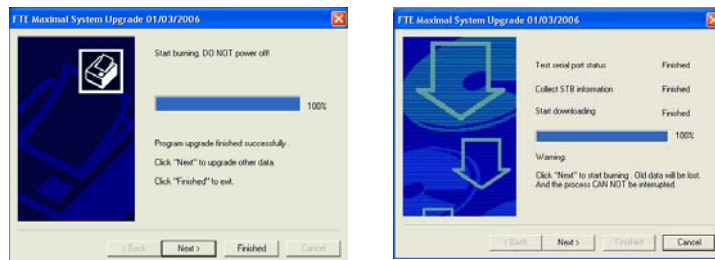 FTE Maximal System Upgrade 01/03/2006
Start burning, DO NOT power off!
100%
Program upgrade finished successfully .
Click "Next" to upgrade other data.
Click "Finished" to exit.
< Back
Next >
Finished
Cancel
FTE Maximal System Upgrade 01/03/2006
Test serial port status
Finished
Collect STB information
Finished
Start downloading
Finished
100%
Warning:
Click "Next" to start burning . Old data will be lost.
And the process CAN NOT be interrupted.
< Back
Next >
Finished
Cancel